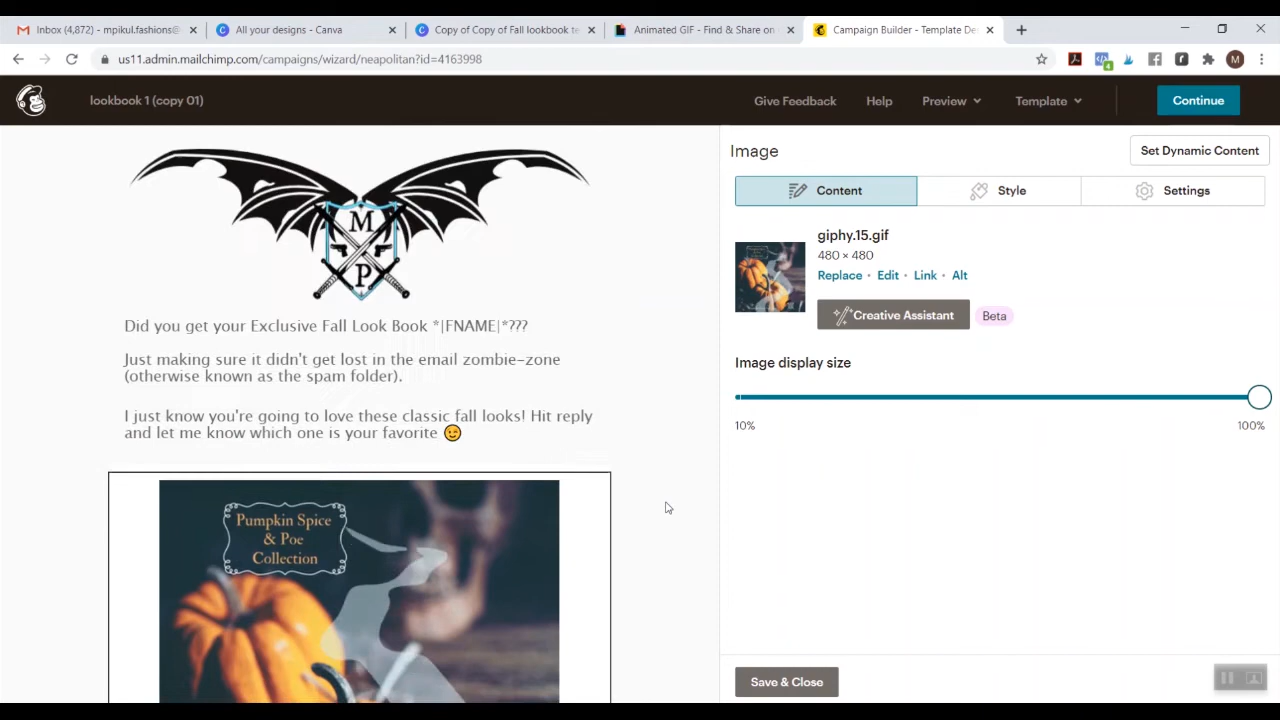 Inbox (4,872) - mpikul.fashions@
All your designs - Canva
Copy of Copy of Fall lookbook te
Animated GIF - Find & Share on
Campaign Builder - Template De
us11.admin.mailchimp.com/campaigns/wizard/neapolitan?id=4163998
4
M
lookbook 1 (copy 01)
Give Feedback
Help
Preview
Template
Continue
M
P
Did you get your Exclusive Fall Look Book *|FNAME|*???
Just making sure it didn't get lost in the email zombie-zone
(otherwise known as the spam folder).
I just know you're going to love these classic fall looks! Hit reply
and let me know which one is your favorite 😉
Pumpkin Spice
& Poe
Collection
Image
Set Dynamic Content
Content
Style
Settings
giphy.15.gif
480 × 480
Replace • Edit • Link • Alt
Creative Assistant
Beta
Image display size
10%
100%
Save & Close